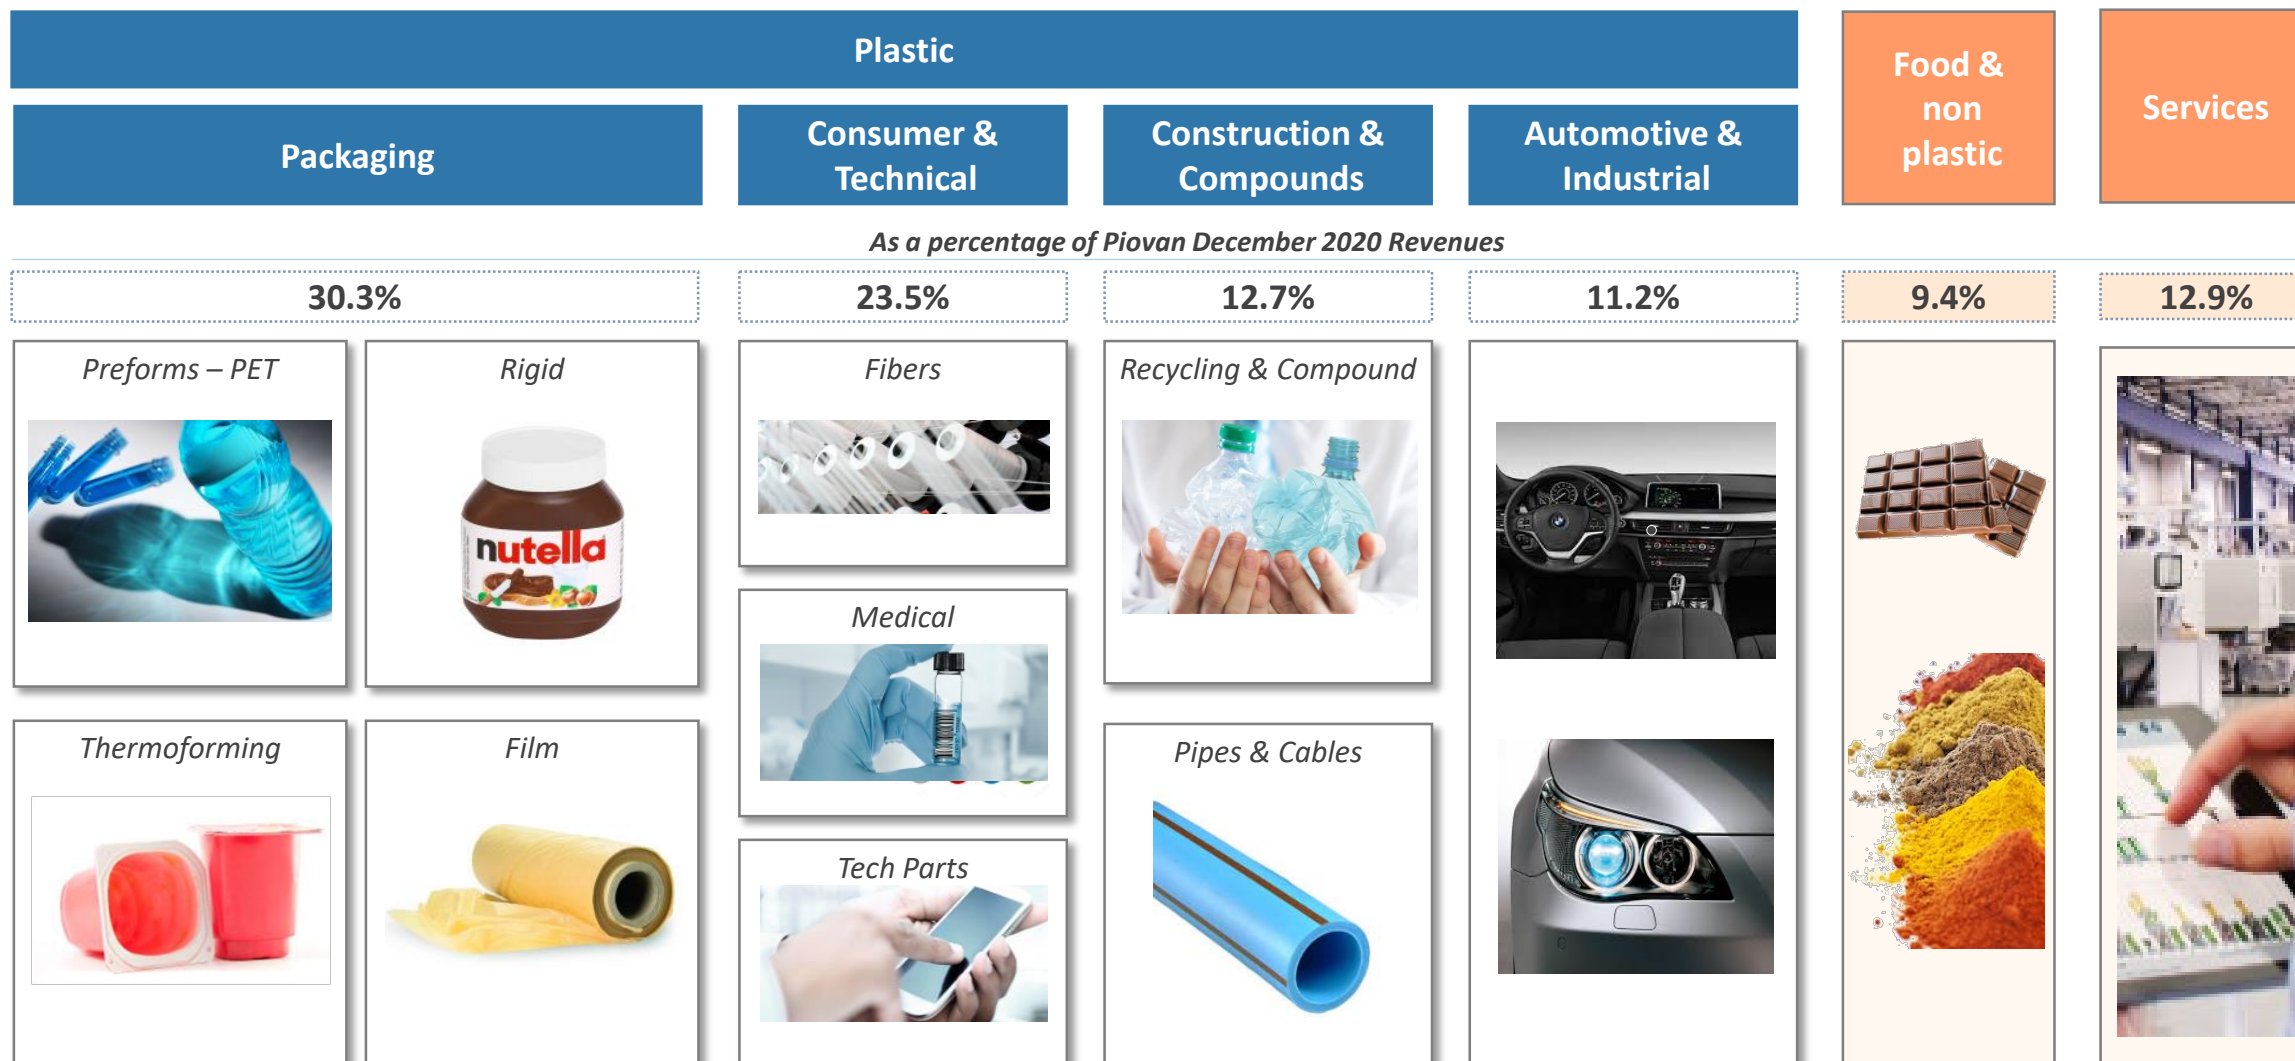 Plastic
Food &
non
plastic
Services
Packaging
Consumer &
Technical
Construction &
Compounds
Automotive &
Industrial
As a percentage of Piovan December 2020 Revenues
30.3%
23.5%
12.7%
11.2%
9.4%
12.9%
Preforms – PET
Rigid
nutella
Thermoforming
Film
Fibers
Medical
Tech Parts
Recycling & Compound
Pipes & Cables